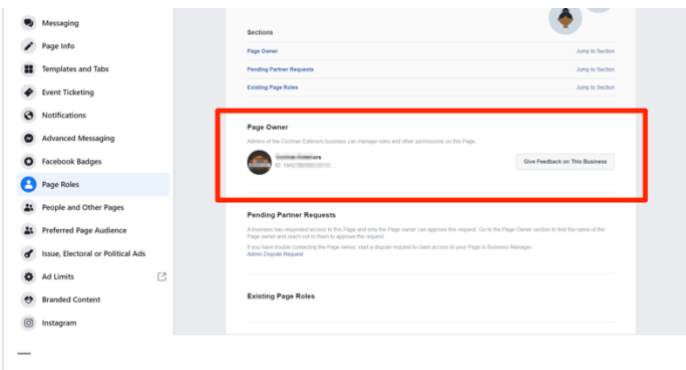 Messaging
Page Info
Templates and Tabs
Event Ticketing
Notifications
Advanced Messaging
Facebook Badges
Page Roles
People and Other Pages
Preferred Page Audience
Issue, Electoral or Political Ads
Ad Limits
Branded Content
Instagram
Sections
Page Owner Jump to Section
Pending Partner Requests Jump to Section
Existing Page Roles Jump to Section
Page Owner
Admins of the Cochran Exteriors business can manage roles and other permissions on this Page.
Give Feedback on This Business
Pending Partner Requests
A business has requested access to this Page and only the Page owner can approve this request. Go to the Page Owner section to find the name of the
Page owner and reach out to them to approve the request.
If you have trouble contacting the Page owner, start a dispute request to claim access to your Page in Business Manager
Admin Dispute Request
Existing Page Roles